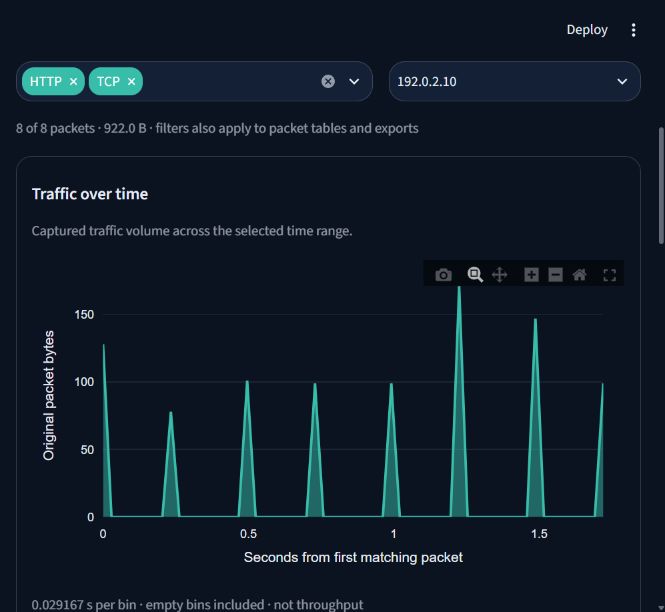 Deploy
HTTP × TCP × 192.0.2.10
8 of 8 packets · 922.0 B · filters also apply to packet tables and exports
Traffic over time
Captured traffic volume across the selected time range.
150
100
50
0
Original packet bytes
0 0.5 1 1.5
Seconds from first matching packet
0.029167 s per bin · empty bins included · not throughput